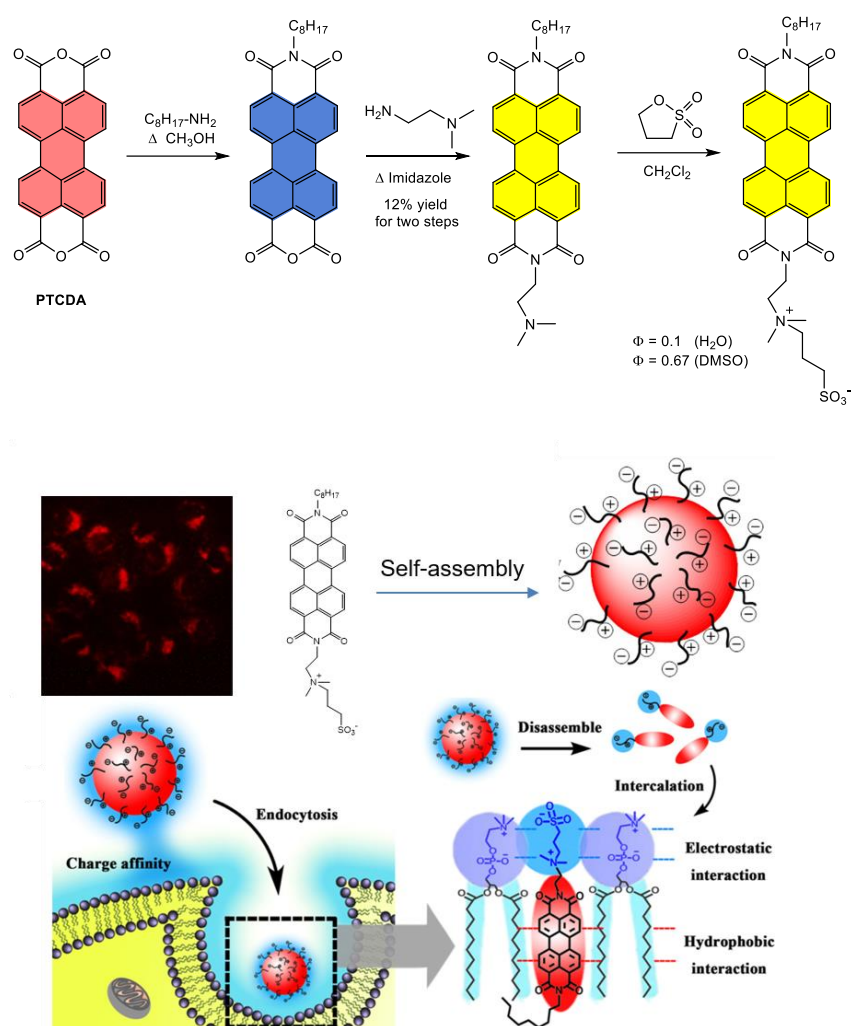 C₈H₁₇
C₈H₁₇
C₈H₁₇
O O O
O N O
O N O
O N O
C₈H₁₇-NH₂
Δ CH₃OH
H₂N
N
Δ Imidazole
12% yield
for two steps
O
S
O
O
CH₂Cl₂
O O O
O O O
O N O
O N O
PTCDA
N
N⁺
SO₃⁻
Φ = 0.1 (H₂O)
Φ = 0.67 (DMSO)
C₈H₁₇
O N O
O N O
N⁺
SO₃⁻
Self-assembly
Disassemble
Intercalation
Endocytosis
Charge affinity
Electrostatic
interaction
Hydrophobic
interaction